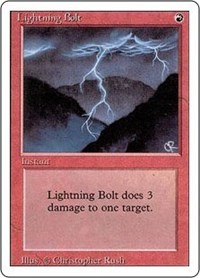 Lightning Bolt
Instant
Lightning Bolt does 3
damage to one target.
Illus. © Christopher Rush